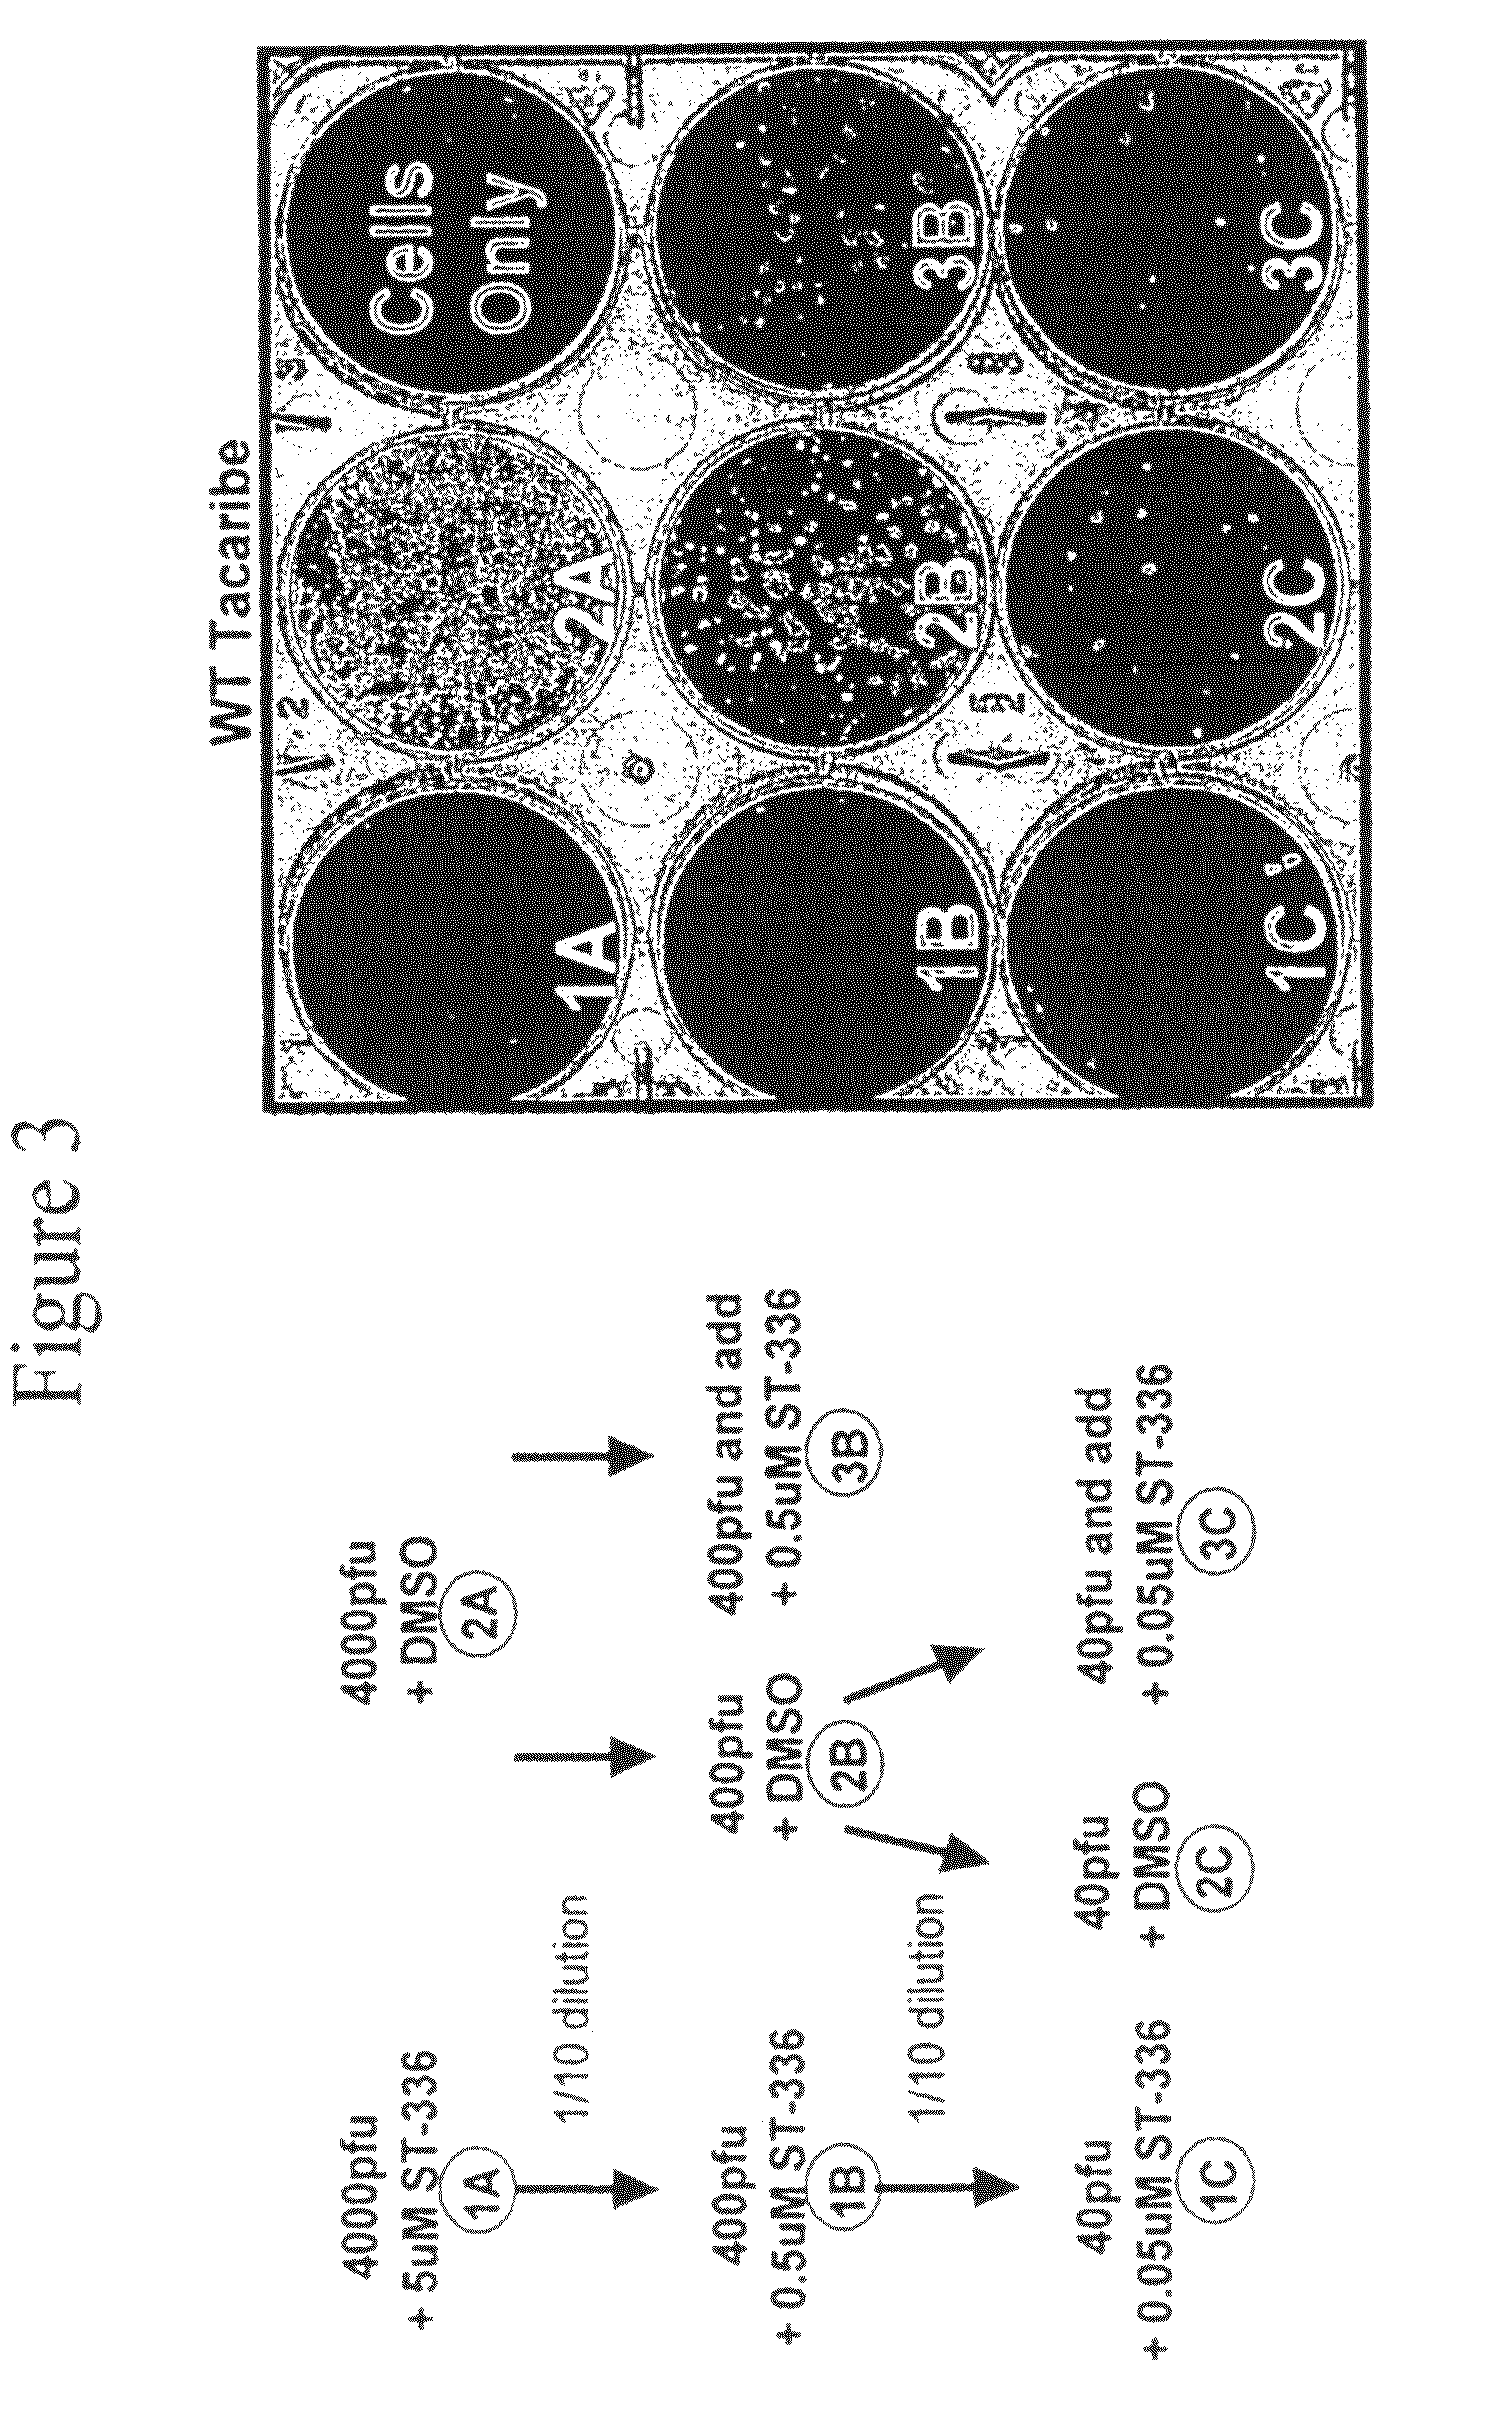 Figure 3
4000pfu
+ 5uM ST-336
1A
4000pfu
+ DMSO
2A
1/10 dilution
400pfu
+ 0.5uM ST-336
1B
400pfu
+ DMSO
2B
400pfu and add
+ 0.5uM ST-336
3B
1/10 dilution
40pfu
+ 0.05uM ST-336
1C
40pfu
+ DMSO
2C
40pfu and add
+ 0.05uM ST-336
3C
WT Tacaribe
2
3
1A
2A
Cells
Only
1B
2B
3B
5
1C
2C
3C